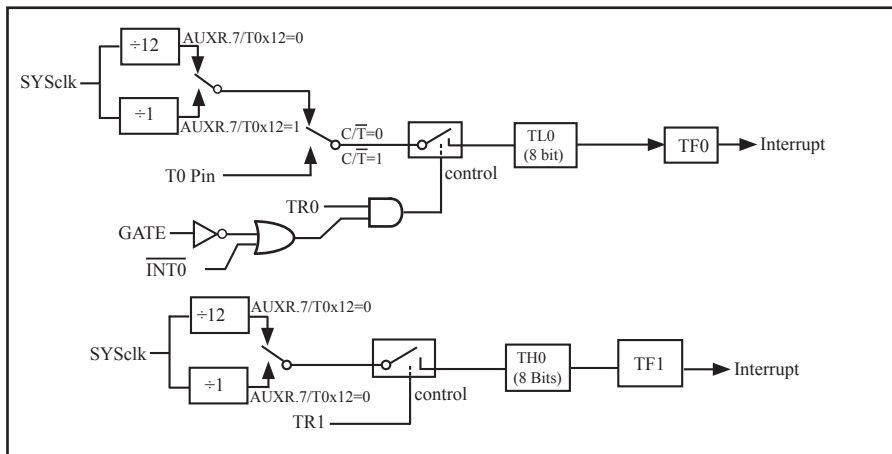 ÷12
AUXR.7/T0x12=0
SYSclk
÷1
AUXR.7/T0x12=1
C/T̅=0
C/T̅=1
T0 Pin
control
TL0
(8 bit)
TF0
Interrupt
TR0
GATE
I̅N̅T̅0̅
÷12
AUXR.7/T0x12=0
SYSclk
÷1
AUXR.7/T0x12=0
control
TR1
TH0
(8 Bits)
TF1
Interrupt